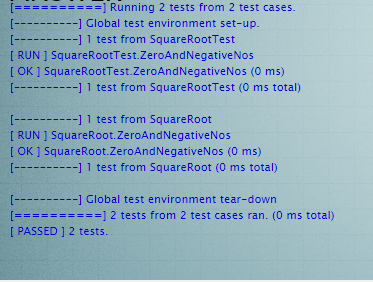 [==========] Running 2 tests from 2 test cases.
[----------] Global test environment set-up.
[----------] 1 test from SquareRootTest
[ RUN ] SquareRootTest.ZeroAndNegativeNos
[ OK ] SquareRootTest.ZeroAndNegativeNos (0 ms)
[----------] 1 test from SquareRootTest (0 ms total)
[----------] 1 test from SquareRoot
[ RUN ] SquareRoot.ZeroAndNegativeNos
[ OK ] SquareRoot.ZeroAndNegativeNos (0 ms)
[----------] 1 test from SquareRoot (0 ms total)
[----------] Global test environment tear-down
[==========] 2 tests from 2 test cases ran. (0 ms total)
[ PASSED ] 2 tests.